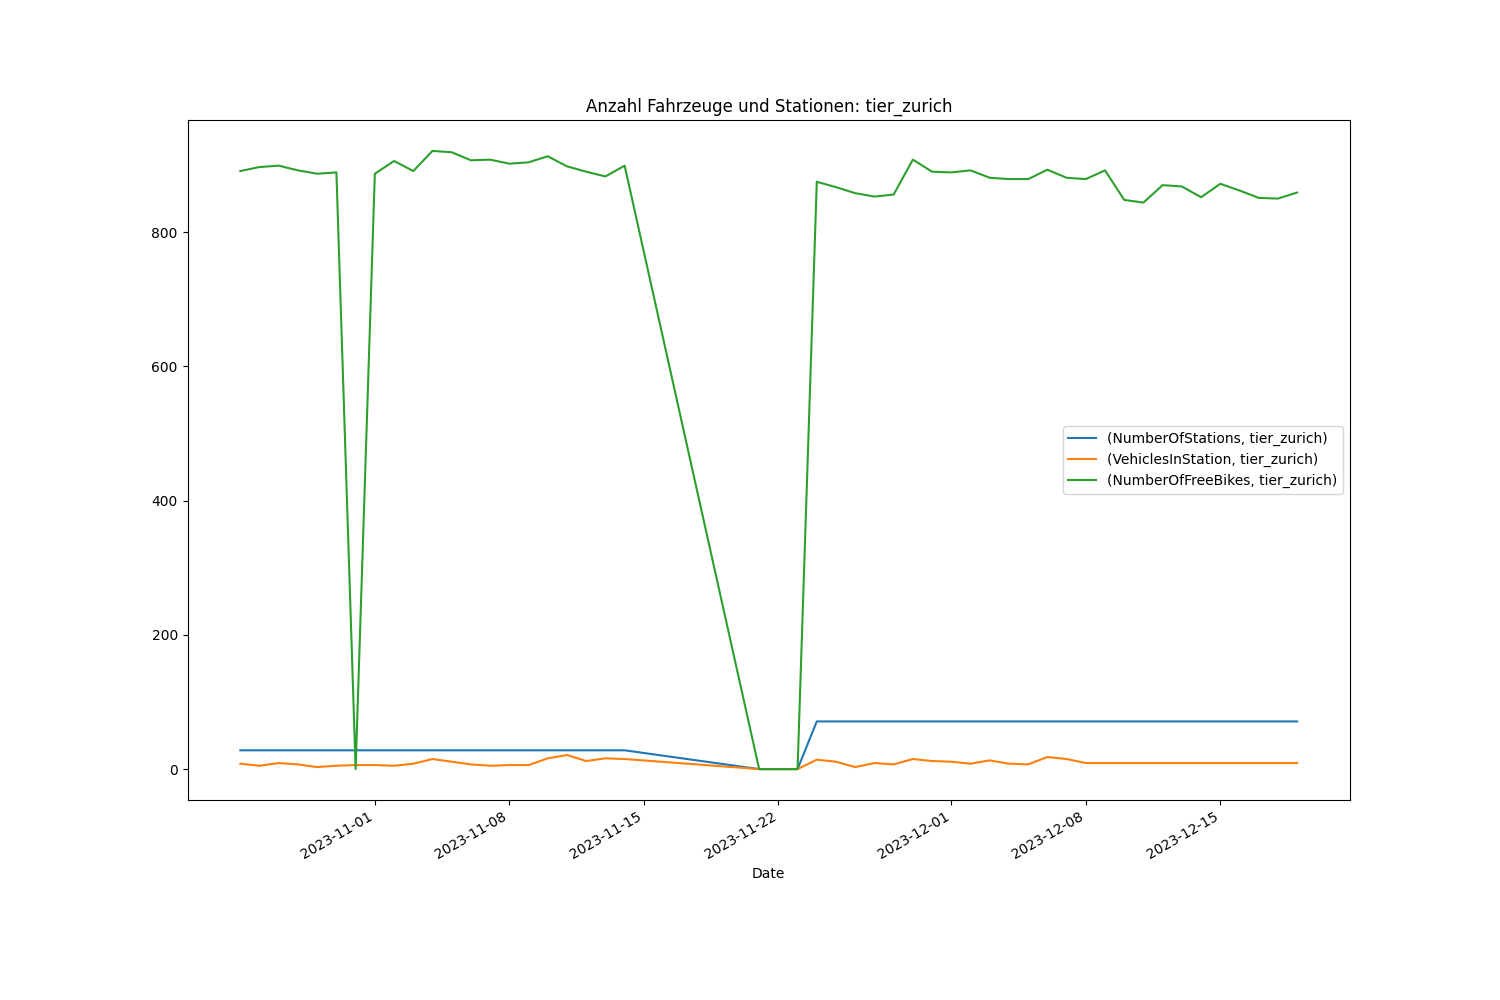 Anzahl Fahrzeuge und Stationen: tier_zurich
800
600
400
200
0
(NumberOfStations, tier_zurich)
(VehiclesInStation, tier_zurich)
(NumberOfFreeBikes, tier_zurich)
2023-11-01
2023-11-08
2023-11-15
2023-11-22
2023-12-01
2023-12-08
2023-12-15
Date